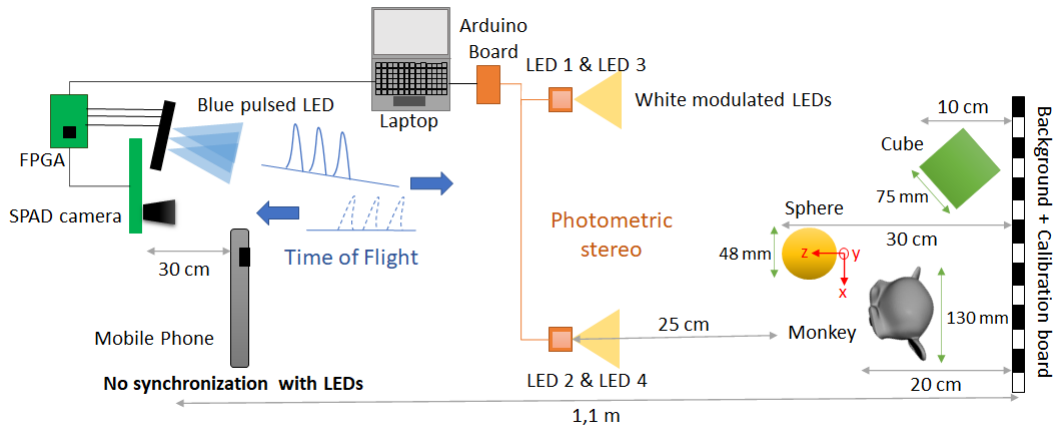 Arduino
Board
LED 1 & LED 3
Blue pulsed LED
White modulated LEDs
10 cm
Laptop
FPGA
Cube
75 mm
SPAD camera
Sphere
Photometric
stereo
30 cm
Time of Flight
48 mm
z
y
x
30 cm
25 cm
Monkey
130 mm
Mobile Phone
No synchronization with LEDs
LED 2 & LED 4
20 cm
1,1 m
Background + Calibration board